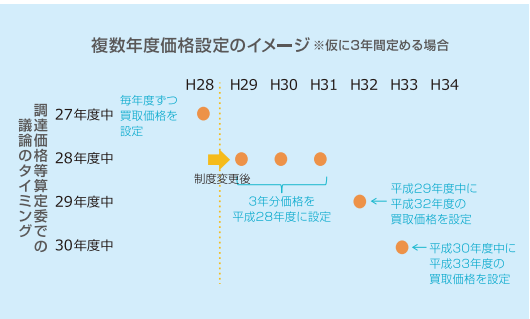 複数年度価格設定のイメージ ※仮に3年間定める場合
H28 H29 H30 H31 H32 H33 H34
調達価格等算定委での
議論のタイミング
27年度中
毎年度ずつ
買取価格を
設定
28年度中
制度変更後
3年分価格を
平成28年度に設定
29年度中
平成29年度中に
平成32年度の
買取価格を設定
30年度中
平成30年度中に
平成33年度の
買取価格を設定